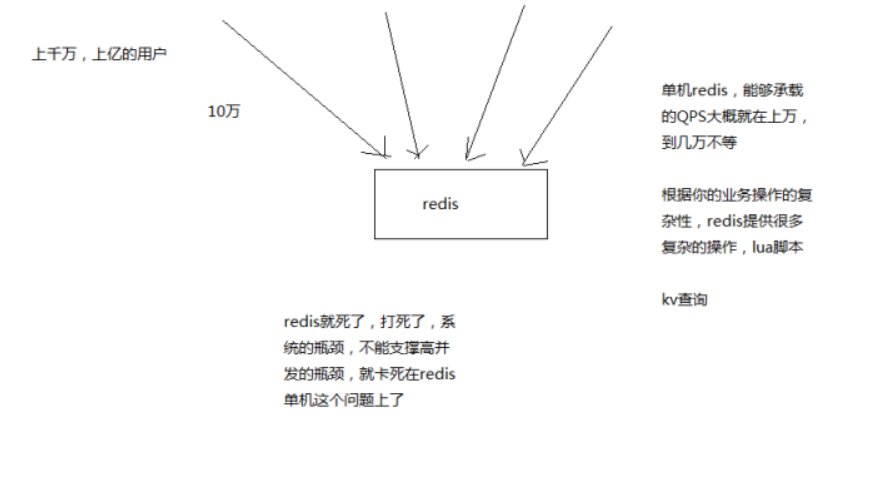 上千万，上亿的用户
10万
redis
单机redis，能够承载
的QPS大概就在上万，
到几万不等
根据你的业务操作的复
杂性，redis提供很多
复杂的操作，lua脚本
kv查询
redis就死了，打死了，系
统的瓶颈，不能支撑高并
发的瓶颈，就卡死在redis
单机这个问题上了